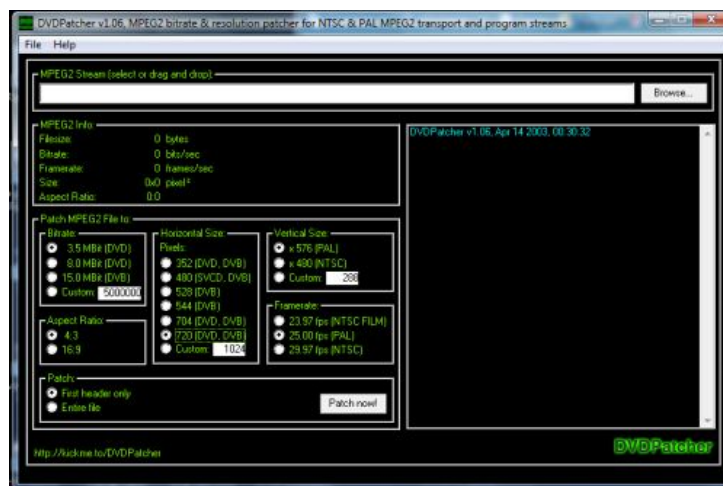 DVDPatcher v1.06, MPEG2 bitrate & resolution patcher for NTSC & PAL MPEG2 transport and program streams
File Help
MPEG2 Stream (select or drag and drop):
Browse...
MPEG2 Info:
Filesize: 0 bytes
Bitrate: 0 bits/sec
Framerate: 0 frames/sec
Size: 0x0 pixel²
Aspect Ratio: 0:0
DVDPatcher v1.06, Apr 14 2003, 00:30:32
Patch MPEG2 File to:
Bitrate:
3.5 MBit (DVD)
8.0 MBit (DVD)
15.0 MBit (DVB)
Custom: 5000000
Horizontal Size:
Pixels:
352 (DVD, DVB)
480 (SVCD, DVB)
528 (DVB)
544 (DVB)
704 (DVD, DVB)
720 (DVD, DVB)
Custom: 1024
Vertical Size:
x 576 (PAL)
x 480 (NTSC)
Custom: 288
Aspect Ratio:
4:3
16:9
Framerate:
23.97 fps (NTSC FILM)
25.00 fps (PAL)
29.97 fps (NTSC)
Patch:
First header only
Entire file
Patch now!
http://kickme.to/DVDPatcher
DVDPatcher